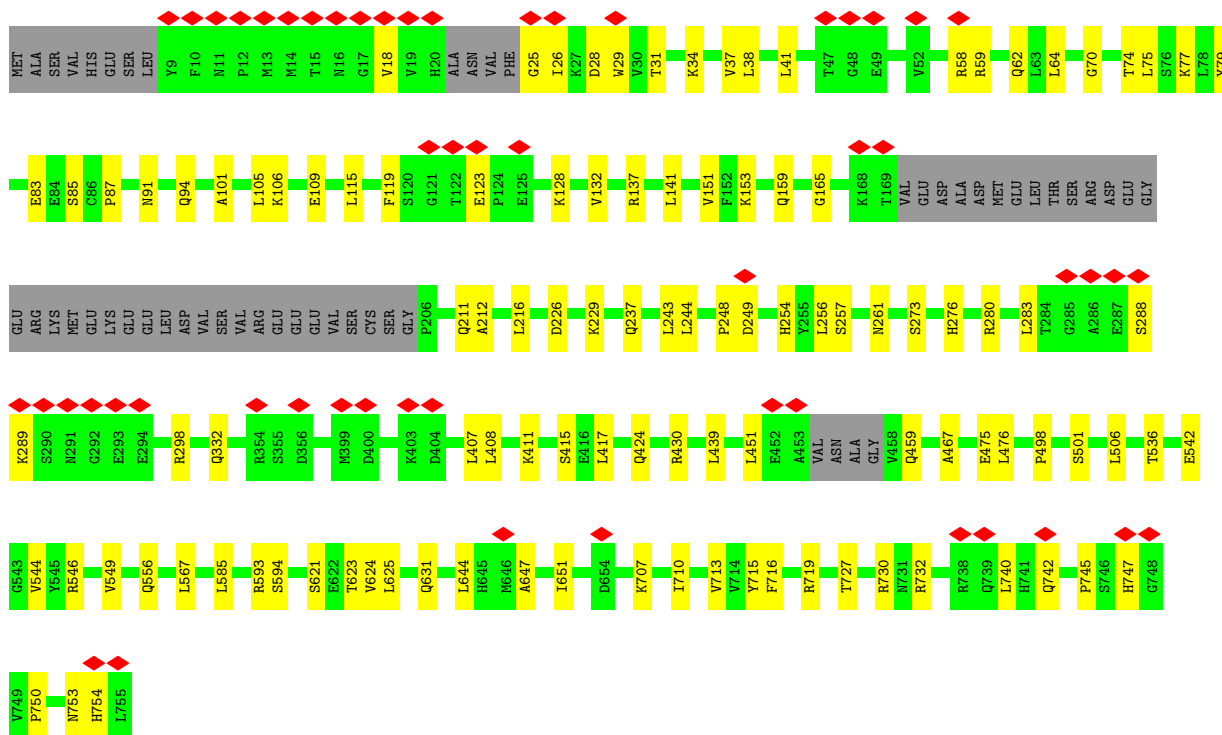 MET ALA SER VAL HIS GLU SER LEU Y9 F10 N11 P12 M13 M14 T15 N16 G17 V18 V19 H20 ALA ASN VAL PHE G25 I26 K27 D28 W29 V30 T31 K34 V37 L38 L41 T47 G48 E49 V52 R58 R59 Q62 L63 L64 G70 T74 L75 S76 K77 L78
E83 E84 S85 C86 P87 N91 Q94 A101 L105 K106 E109 L115 F119 S120 G121 T122 E123 P124 E125 K128 V132 R137 L141 V151 F152 K153 Q159 G165 K168 T169 VAL GLU ASP ALA ASP MET GLU LEU THR SER ARG ASP GLU GLY
GLU ARG LYS MET GLU LYS GLU GLU LEU ASP VAL SER VAL ARG GLU GLU VAL SER CYS SER GLY P206 Q211 A212 L216 D226 K229 Q237 L243 L244 P248 D249 H254 Y255 L256 S257 N261 S273 H276 R280 L283 T284 G285 A286 E287 S288
K289 S290 N291 G292 E293 E294 R298 Q332 R354 S355 D356 M399 D400 K403 D404 L407 L408 K411 S415 E416 L417 Q424 R430 L439 L451 E452 A453 VAL ASN ALA GLY V458 Q459 A467 E475 L476 P498 S501 L506 T536 E542
G543 V544 Y545 R546 V549 Q556 L567 L585 R593 S594 S621 E622 T623 V624 L625 Q631 L644 H645 M646 A647 I651 D654 K707 I710 V713 V714 Y715 F716 R719 T727 R730 N731 R732 R738 Q739 L740 H741 Q742 P745 S746 H747 G748
V749 P750 N753 H754 L755